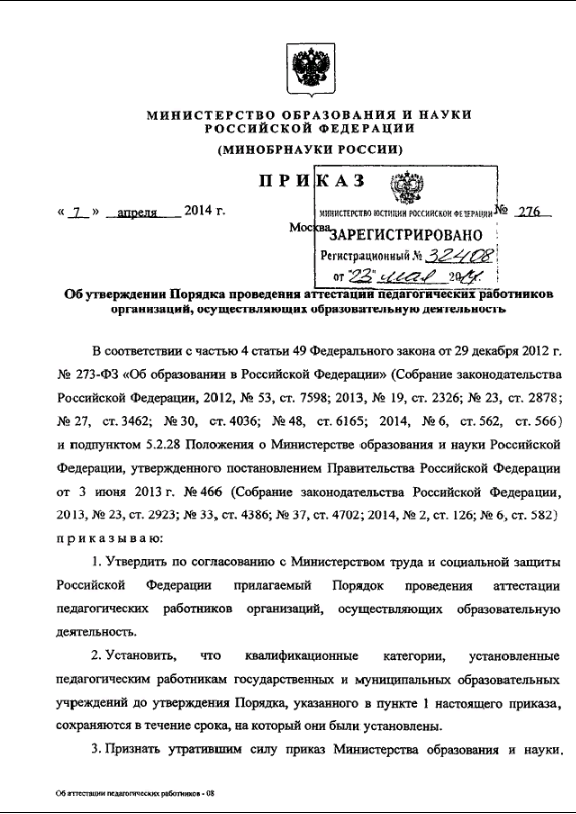 МИНИСТЕРСТВО ОБРАЗОВАНИЯ И НАУКИ
РОССИЙСКОЙ ФЕДЕРАЦИИ
(МИНОБРНАУКИ РОССИИ)
ПРИКАЗ
« 7 » апреля 2014 г.
№ 276
Москва
МИНИСТЕРСТВО ЮСТИЦИИ РОССИЙСКОЙ ФЕДЕРАЦИИ
ЗАРЕГИСТРИРОВАНО
Регистрационный № 32408
от "23" мая 2014.
Об утверждении Порядка проведения аттестации педагогических работников
организаций, осуществляющих образовательную деятельность
В соответствии с частью 4 статьи 49 Федерального закона от 29 декабря 2012 г.
№ 273-ФЗ «Об образовании в Российской Федерации» (Собрание законодательства
Российской Федерации, 2012, № 53, ст. 7598; 2013, № 19, ст. 2326; № 23, ст. 2878;
№ 27, ст. 3462; № 30, ст. 4036; № 48, ст. 6165; 2014, № 6, ст. 562, ст. 566)
и подпунктом 5.2.28 Положения о Министерстве образования и науки Российской
Федерации, утвержденного постановлением Правительства Российской Федерации
от 3 июня 2013 г. № 466 (Собрание законодательства Российской Федерации,
2013, № 23, ст. 2923; № 33, ст. 4386; № 37, ст. 4702; 2014, № 2, ст. 126; № 6, ст. 582)
приказываю:
1. Утвердить по согласованию с Министерством труда и социальной защиты
Российской Федерации прилагаемый Порядок проведения аттестации
педагогических работников организаций, осуществляющих образовательную
деятельность.
2. Установить, что квалификационные категории, установленные
педагогическим работникам государственных и муниципальных образовательных
учреждений до утверждения Порядка, указанного в пункте 1 настоящего приказа,
сохраняются в течение срока, на который они были установлены.
3. Признать утратившим силу приказ Министерства образования и науки.
Об аттестации педагогических работников - 08